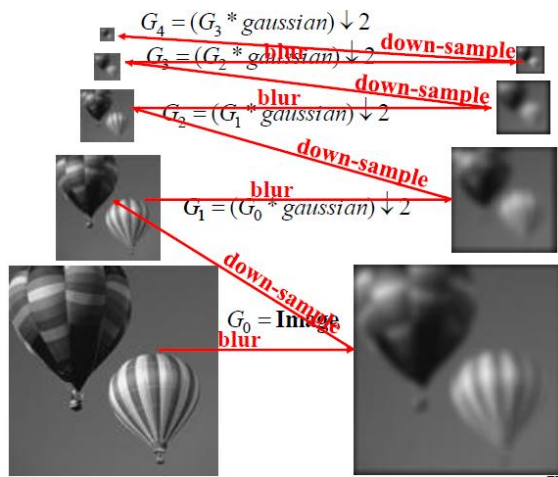 G₄ = (G₃ * gaussian) ↓ 2
down-sample
G₃ = (G₂ * gaussian) ↓ 2
blur
down-sample
blur
G₂ = (G₁ * gaussian) ↓ 2
down-sample
blur
G₁ = (G₀ * gaussian) ↓ 2
down-sample
G₀ = Image
blur